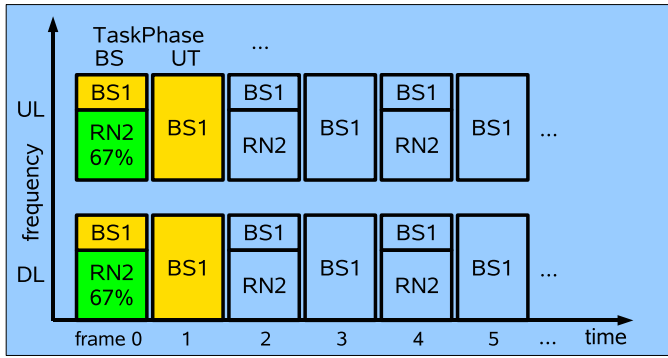 TaskPhase
BS UT ...
UL
BS1 BS1 BS1 BS1 BS1 BS1 ...
RN2 RN2 RN2
67%
frequency
DL
BS1 BS1 BS1 BS1 BS1 BS1 ...
RN2 RN2 RN2
67%
frame 0 1 2 3 4 5 ... time